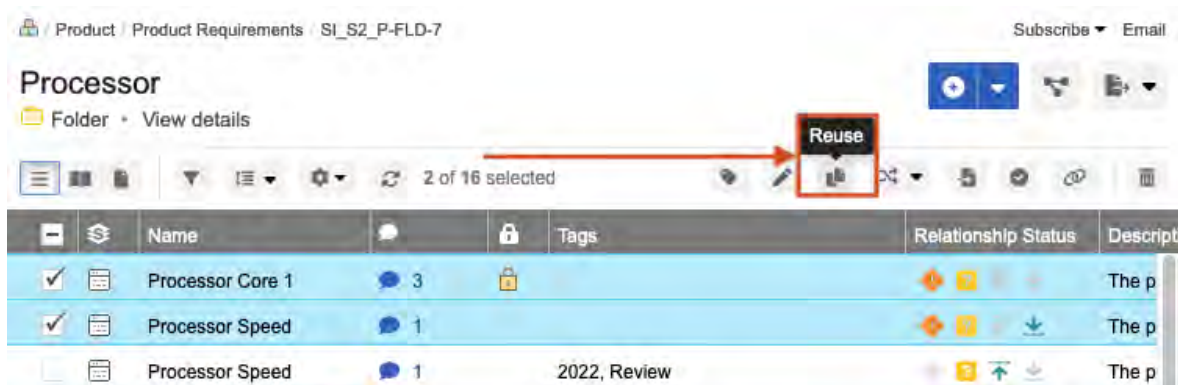 Product / Product Requirements / SI_S2_P-FLD-7 Subscribe Email
Processor
Folder • View details
Reuse
2 of 16 selected
Name Tags Relationship Status Descript
Processor Core 1 3 The p
Processor Speed 1 The p
Processor Speed 1 2022, Review The p